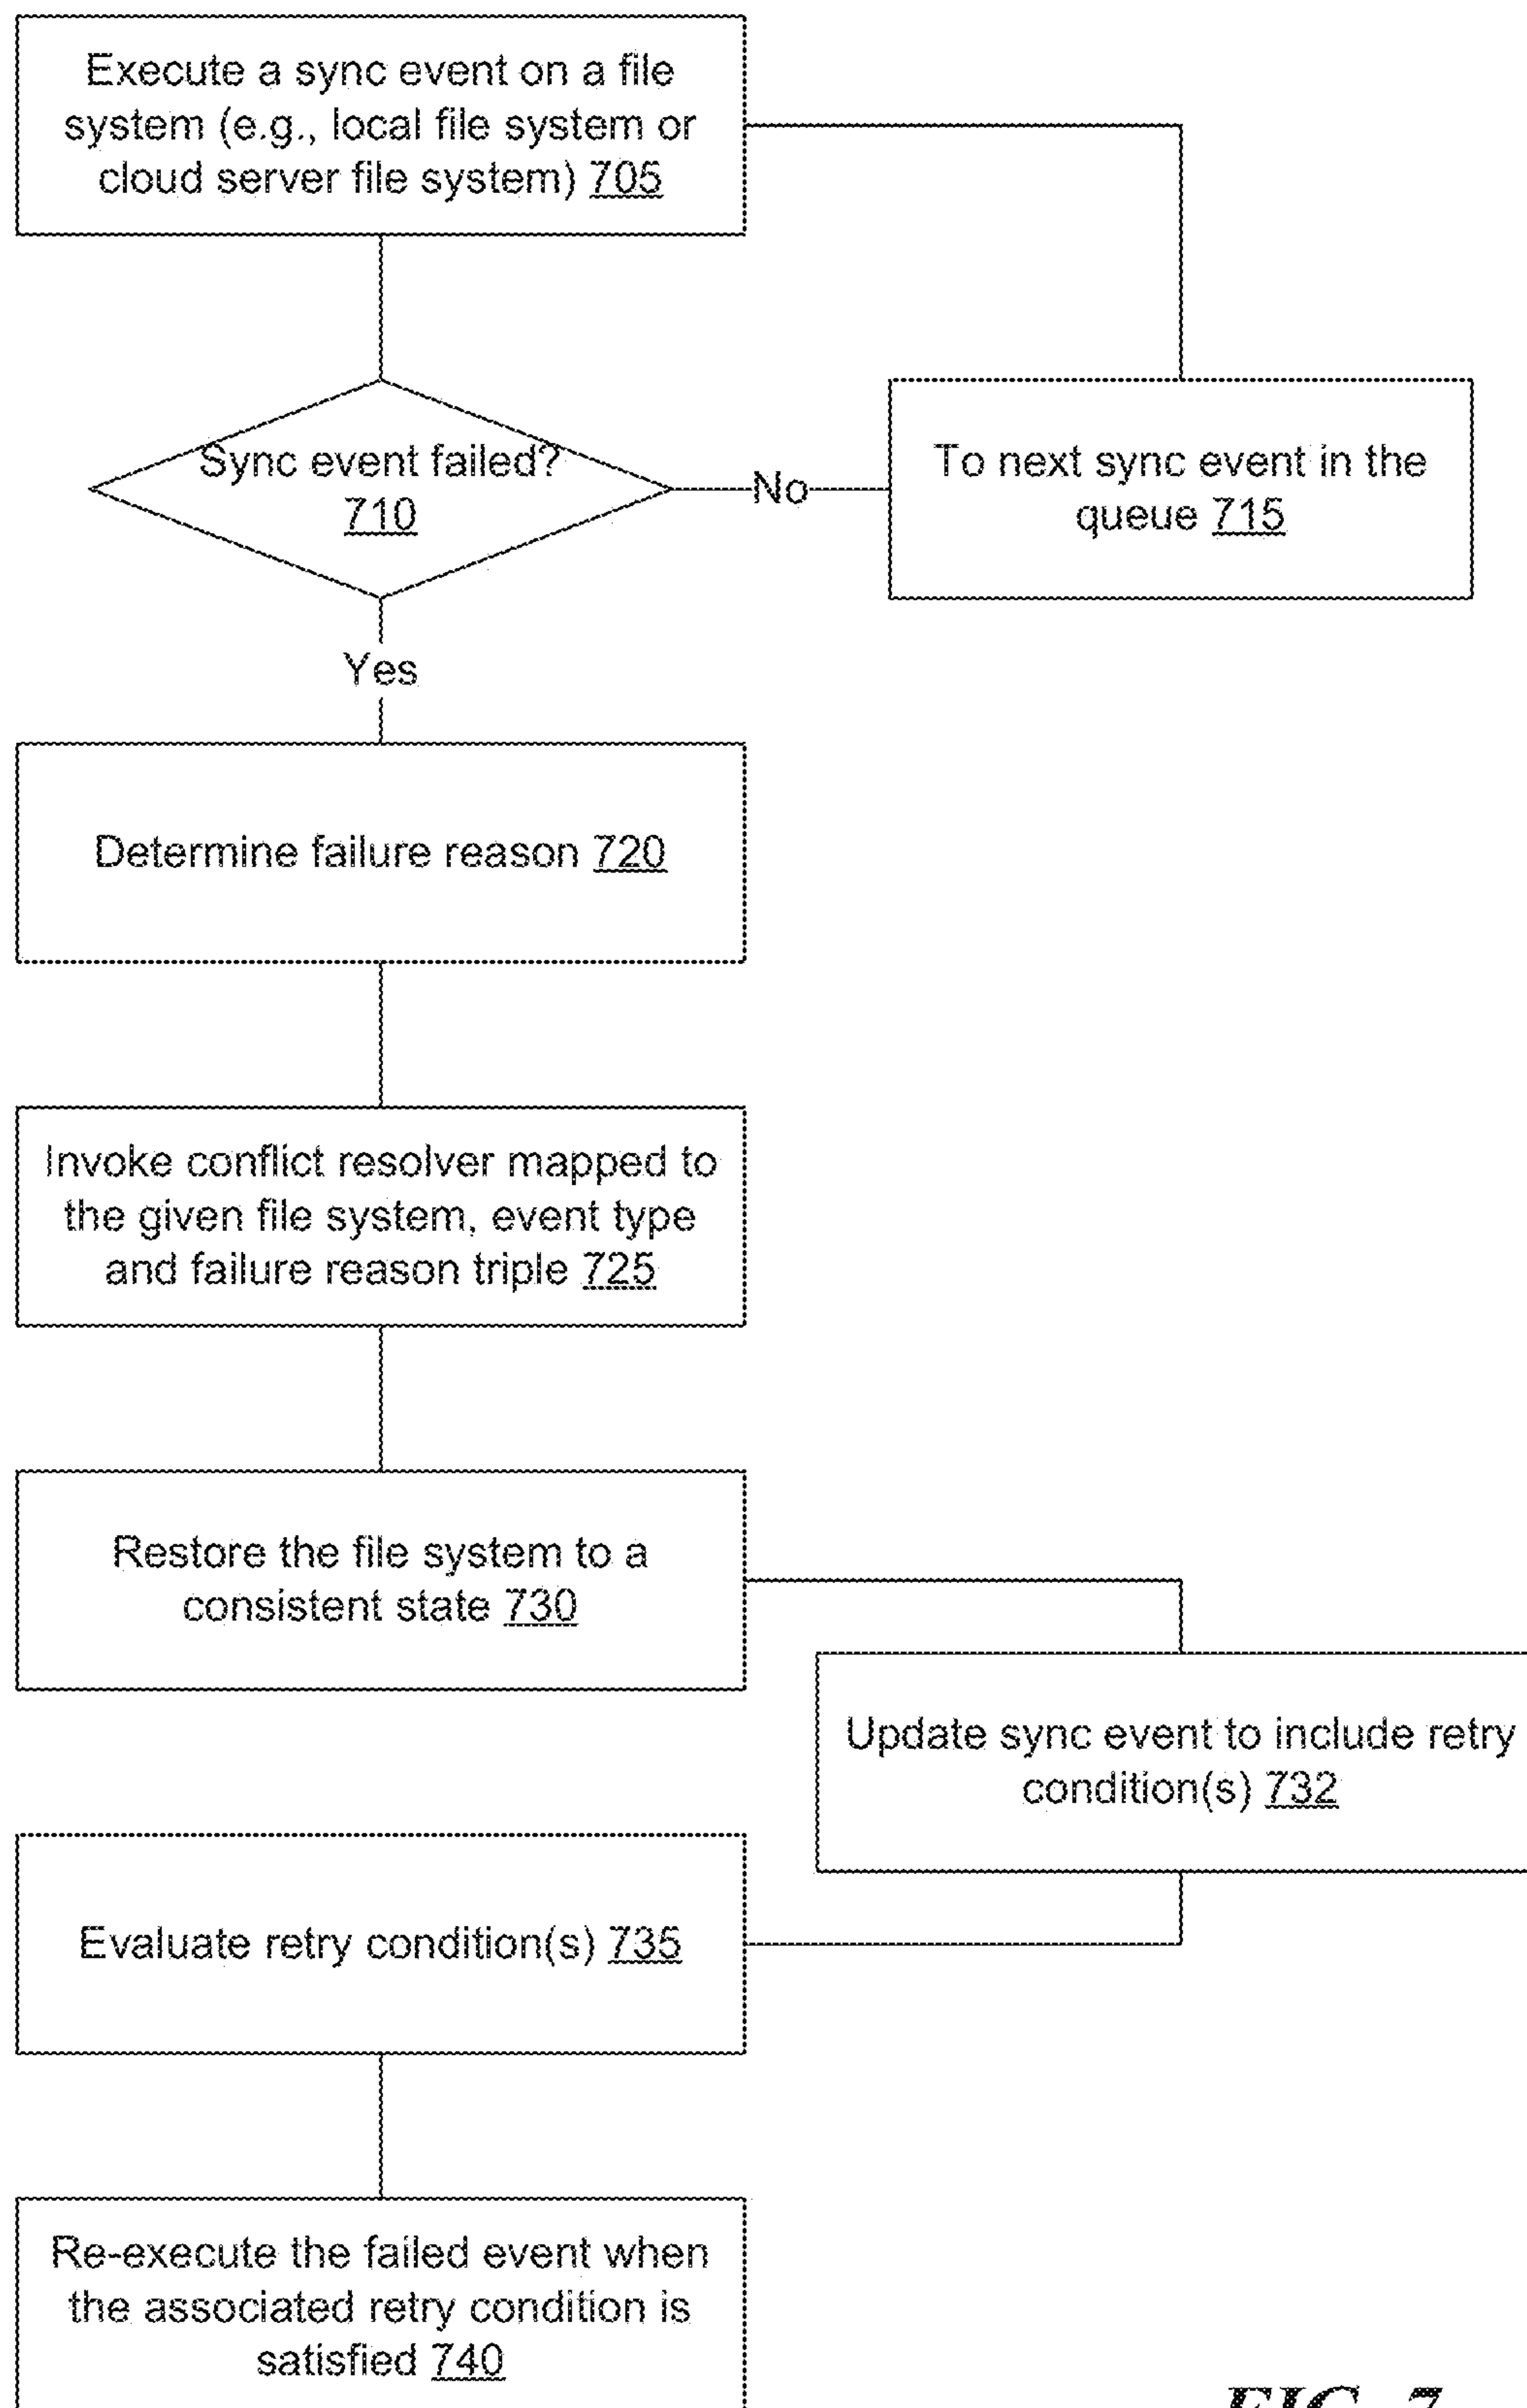 Execute a sync event on a file
system (e.g., local file system or
cloud server file system) 705
Sync event failed?
710
No
To next sync event in the
queue 715
Yes
Determine failure reason 720
Invoke conflict resolver mapped to
the given file system, event type
and failure reason triple 725
Restore the file system to a
consistent state 730
Update sync event to include retry
condition(s) 732
Evaluate retry condition(s) 735
Re-execute the failed event when
the associated retry condition is
satisfied 740
FIG. 7